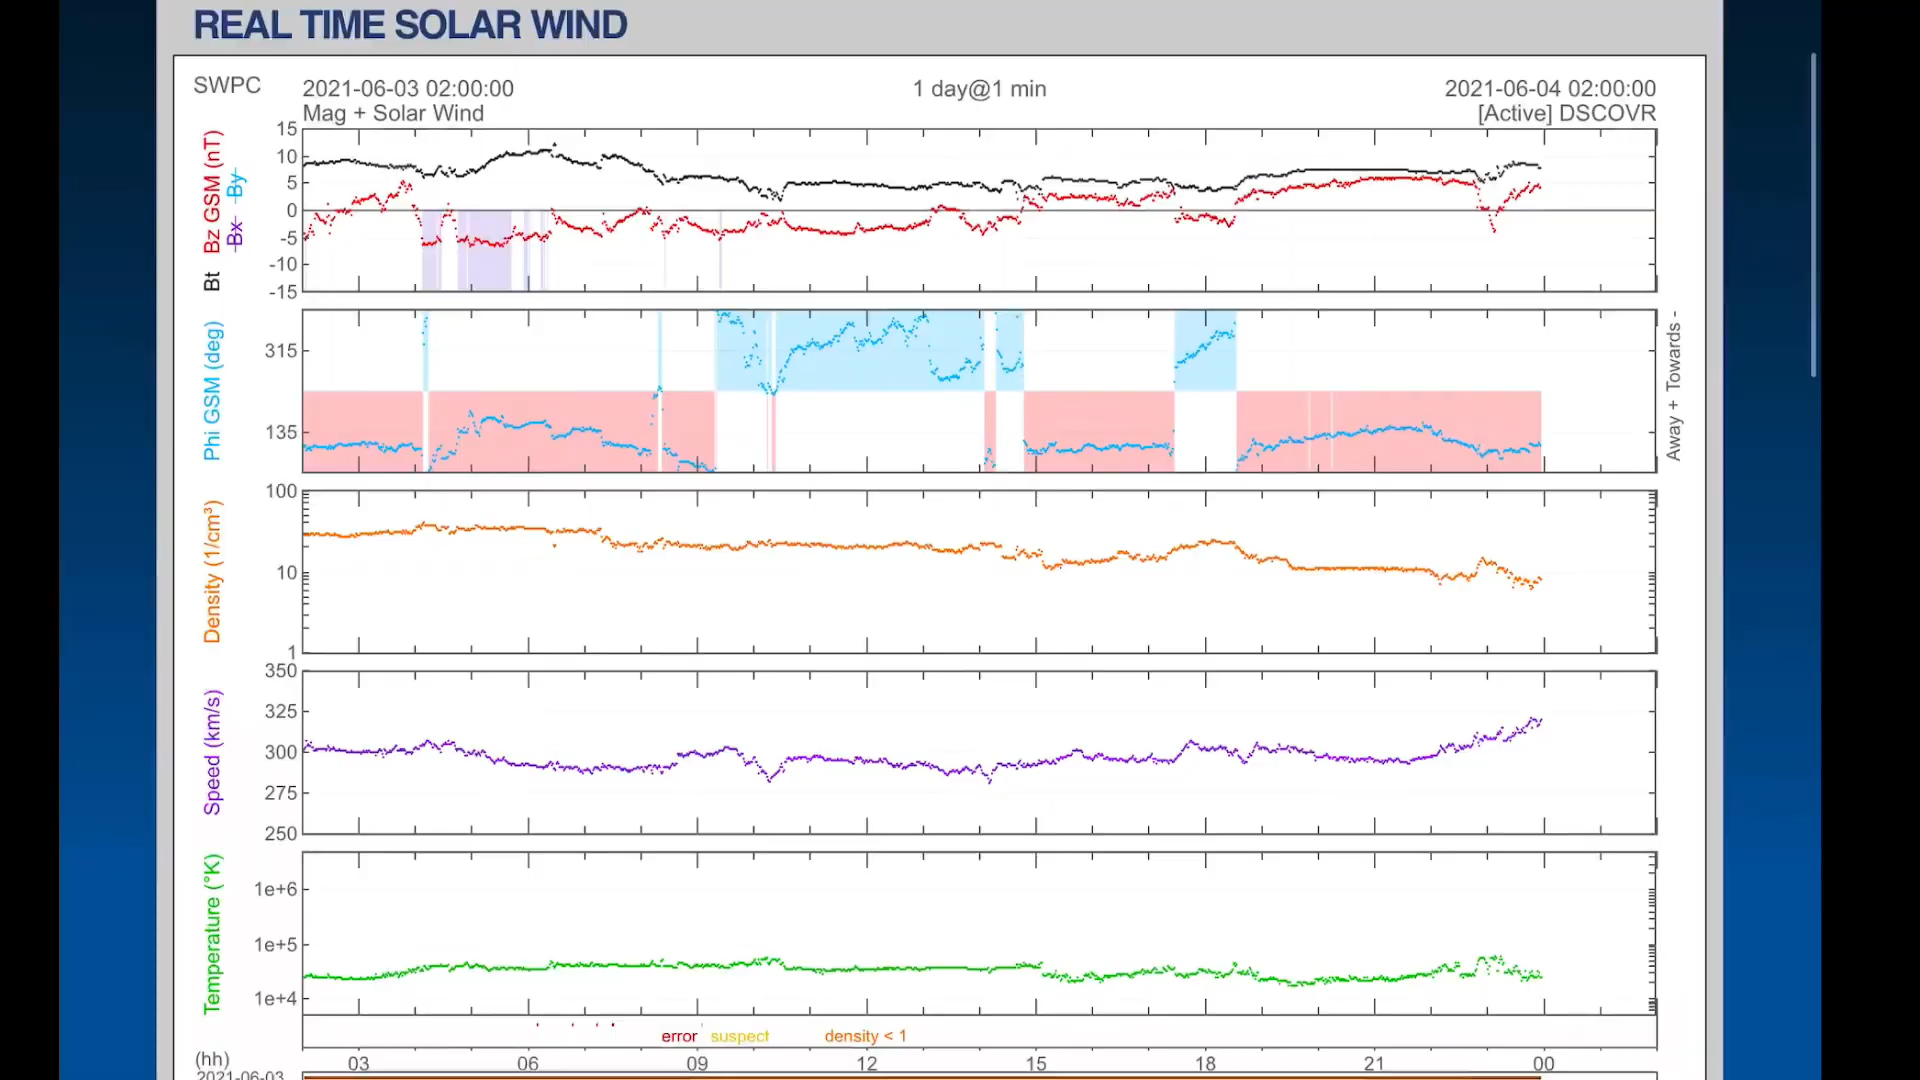 REAL TIME SOLAR WIND
SWPC 2021-06-03 02:00:00 1 day@1 min 2021-06-04 02:00:00
Mag + Solar Wind [Active] DSCOVR
Bt Bz GSM (nT)
Bx By
15
10
5
0
-5
-10
-15
Phi GSM (deg)
315
135
Away + Towards -
Density (1/cm³)
100
10
1
Speed (km/s)
350
325
300
275
250
Temperature (°K)
1e+6
1e+5
1e+4
error suspect density < 1
(hh) 03 06 09 12 15 18 21 00
2021-06-03